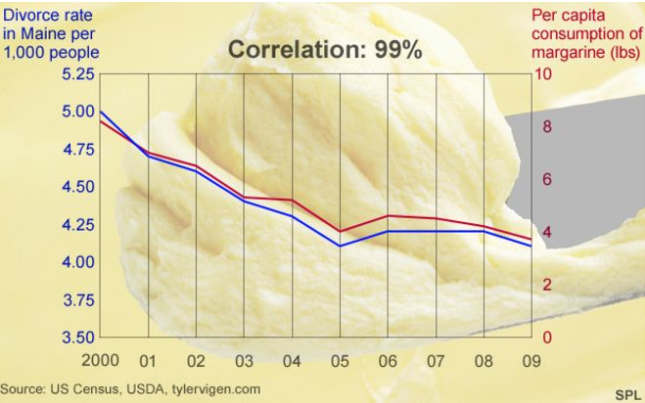 Divorce rate
in Maine per
1,000 people
Correlation: 99%
Per capita
consumption of
margarine (lbs)
5.25
5.00
4.75
4.50
4.25
4.00
3.75
3.50
10
8
6
4
2
0
2000 01 02 03 04 05 06 07 08 09
Source: US Census, USDA, tylervigen.com
SPL